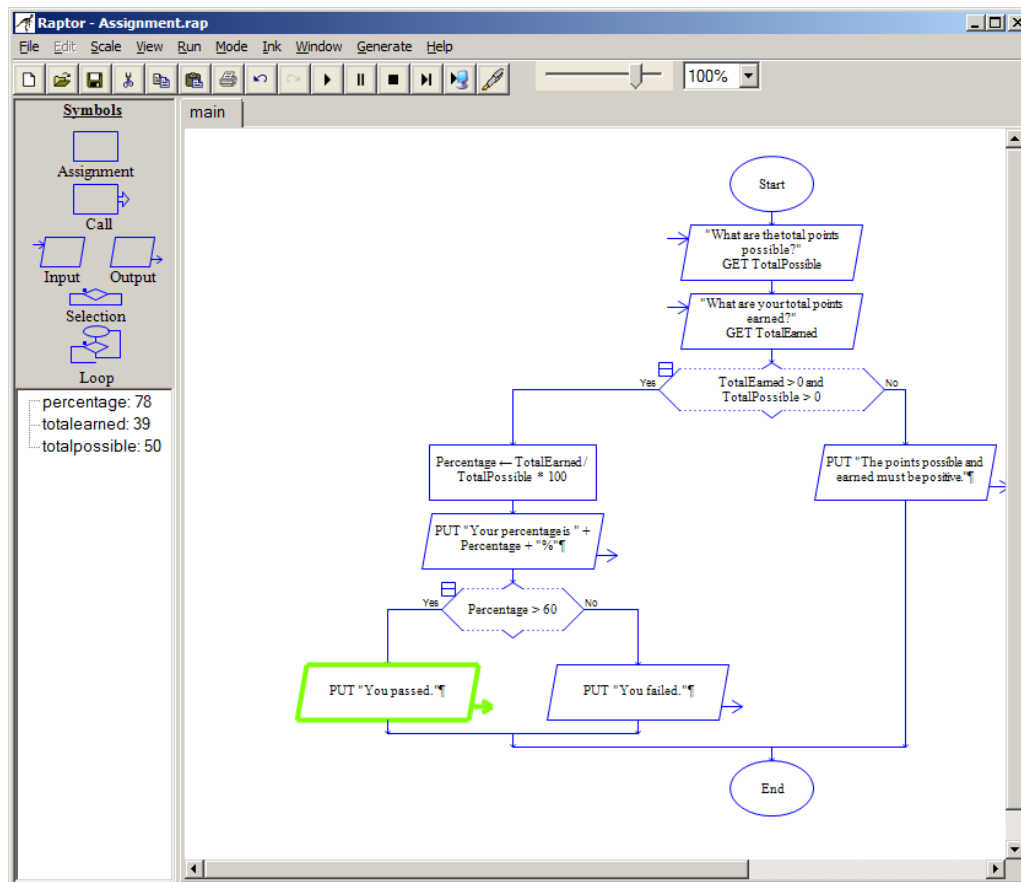 Raptor - Assignment.rap
File Edit Scale View Run Mode Ink Window Generate Help
100%
Symbols
Assignment
Call
Input Output
Selection
Loop
percentage: 78
totalearned: 39
totalpossible: 50
main
Start
"What are the total points
possible?"
GET TotalPossible
"What are your total points
earned?"
GET TotalEarned
Yes
TotalEarned > 0 and
TotalPossible > 0
No
Percentage ← TotalEarned /
TotalPossible * 100
PUT "The points possible and
earned must be positive."¶
PUT "Your percentage is " +
Percentage + "%"¶
Yes
Percentage > 60
No
PUT "You passed."¶
PUT "You failed."¶
End